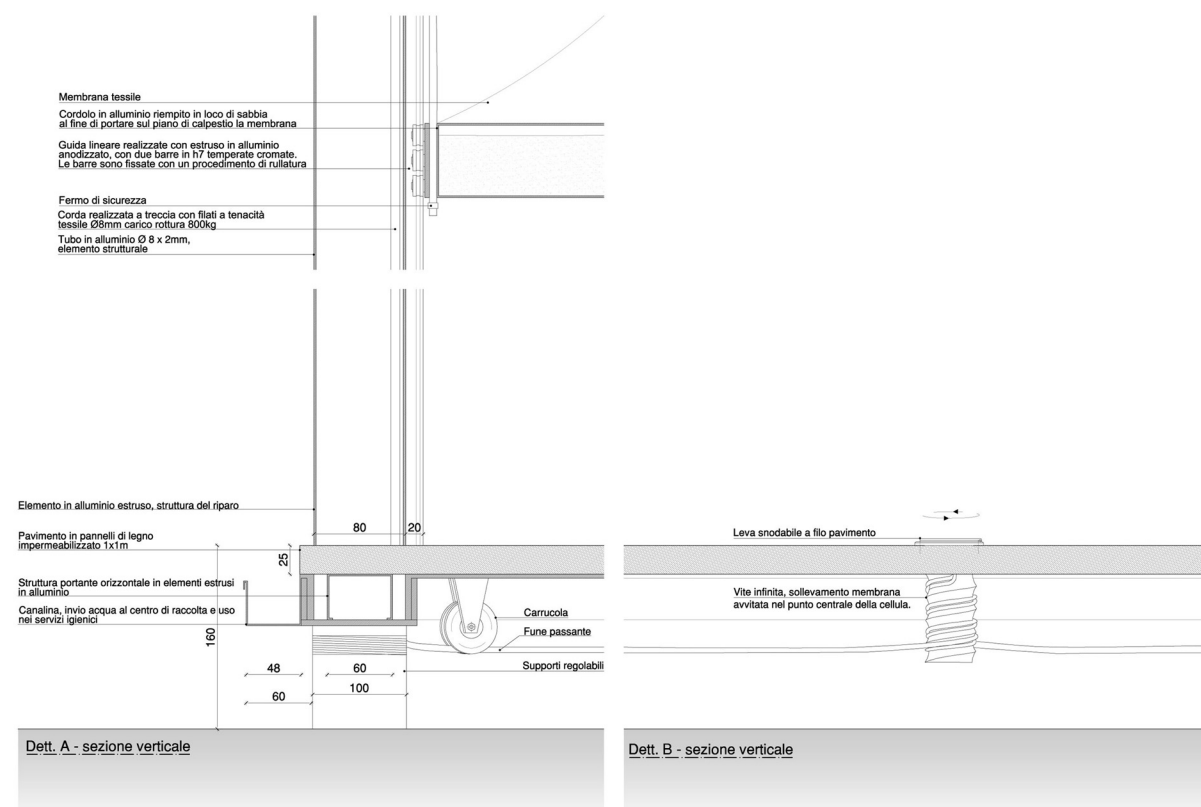 Membrana tessile
Cordolo in alluminio riempito in loco di sabbia
al fine di portare sul piano di calpestio la membrana
Guida lineare realizzate con estruso in alluminio
anodizzato, con due barre in h7 temperate cromate.
Le barre sono fissate con un procedimento di rullatura
Fermo di sicurezza
Corda realizzata a treccia con filati a tenacità
tessile Ø8mm carico rottura 800kg
Tubo in alluminio Ø 8 x 2mm,
elemento strutturale
Elemento in alluminio estruso, struttura del riparo
80
20
Pavimento in pannelli di legno
impermeabilizzato 1x1m
25
Struttura portante orizzontale in elementi estrusi
in alluminio
Canalina, invio acqua al centro di raccolta e uso
nei servizi igienici
160
Carrucola
Fune passante
Supporti regolabili
48
60
100
60
Dett. A - sezione verticale
Leva snodabile a filo pavimento
Vite infinita, sollevamento membrana
avvitata nel punto centrale della cellula.
Dett. B - sezione verticale